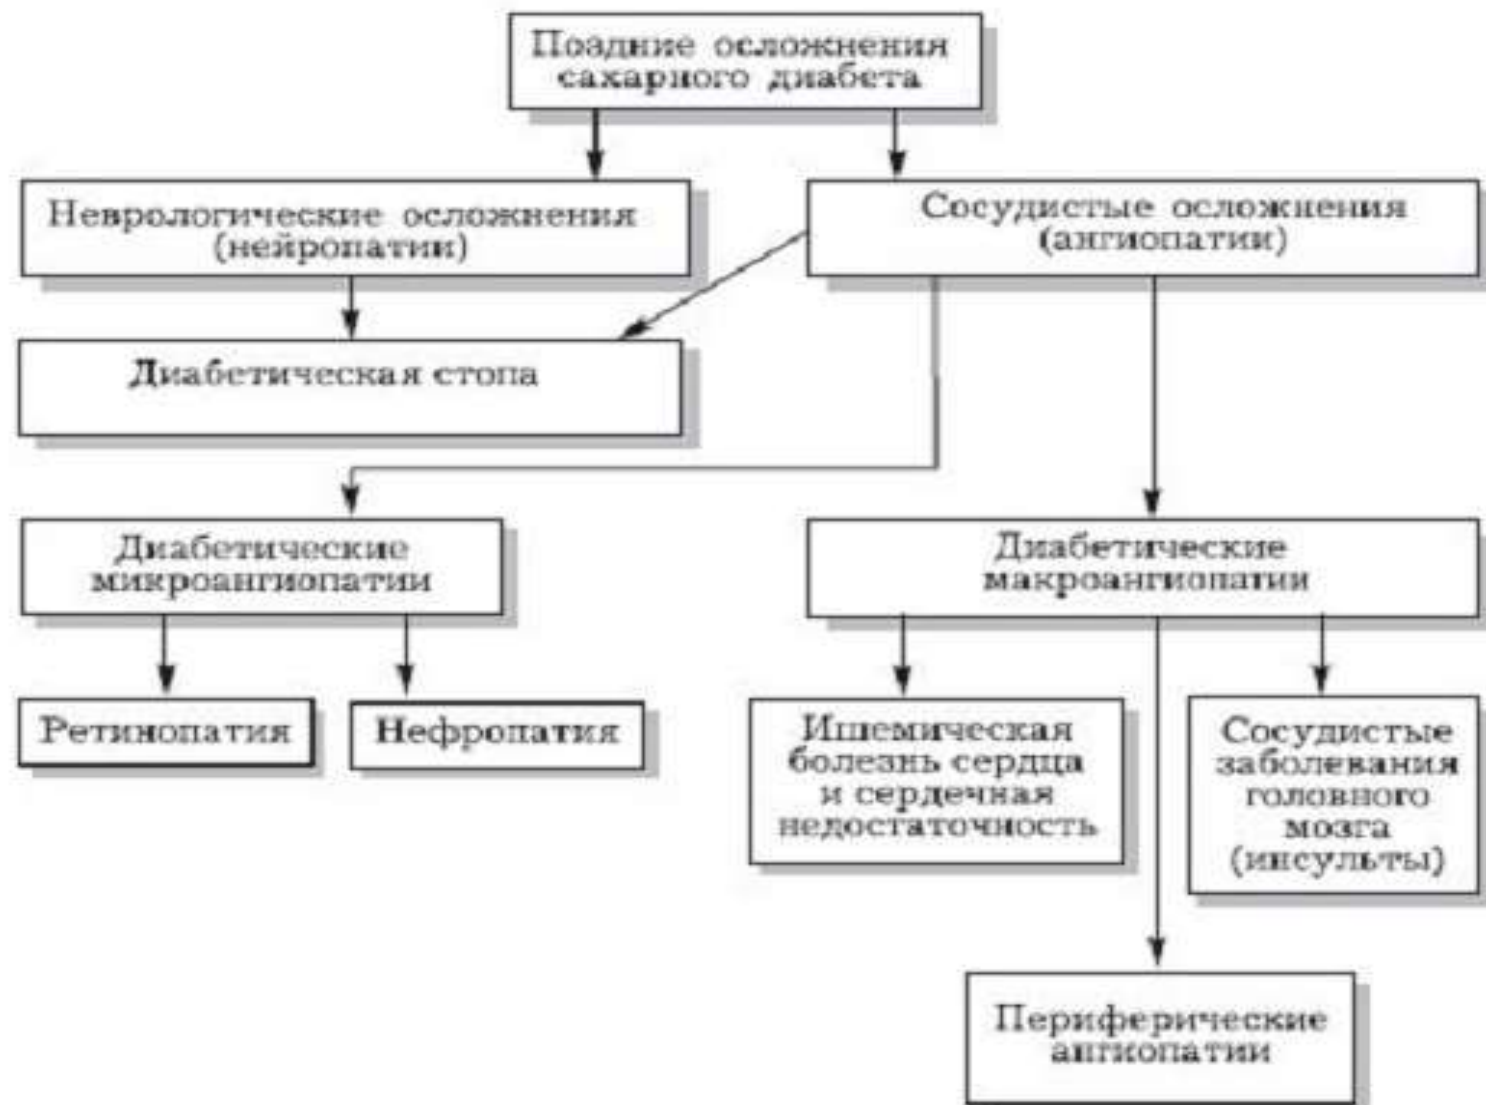 Поздние осложнения
сахарного диабета
Неврологические осложнения
(нейропатии)
Сосудистые осложнения
(ангиопатии)
Диабетическая стопа
Диабетические
микроангиопатии
Диабетические
макроангиопатии
Ретинопатия
Нефропатия
Ишемическая
болезнь сердца
и сердечная
недостаточность
Сосудистые
заболевания
головного
мозга
(инсульты)
Периферические
ангиопатии